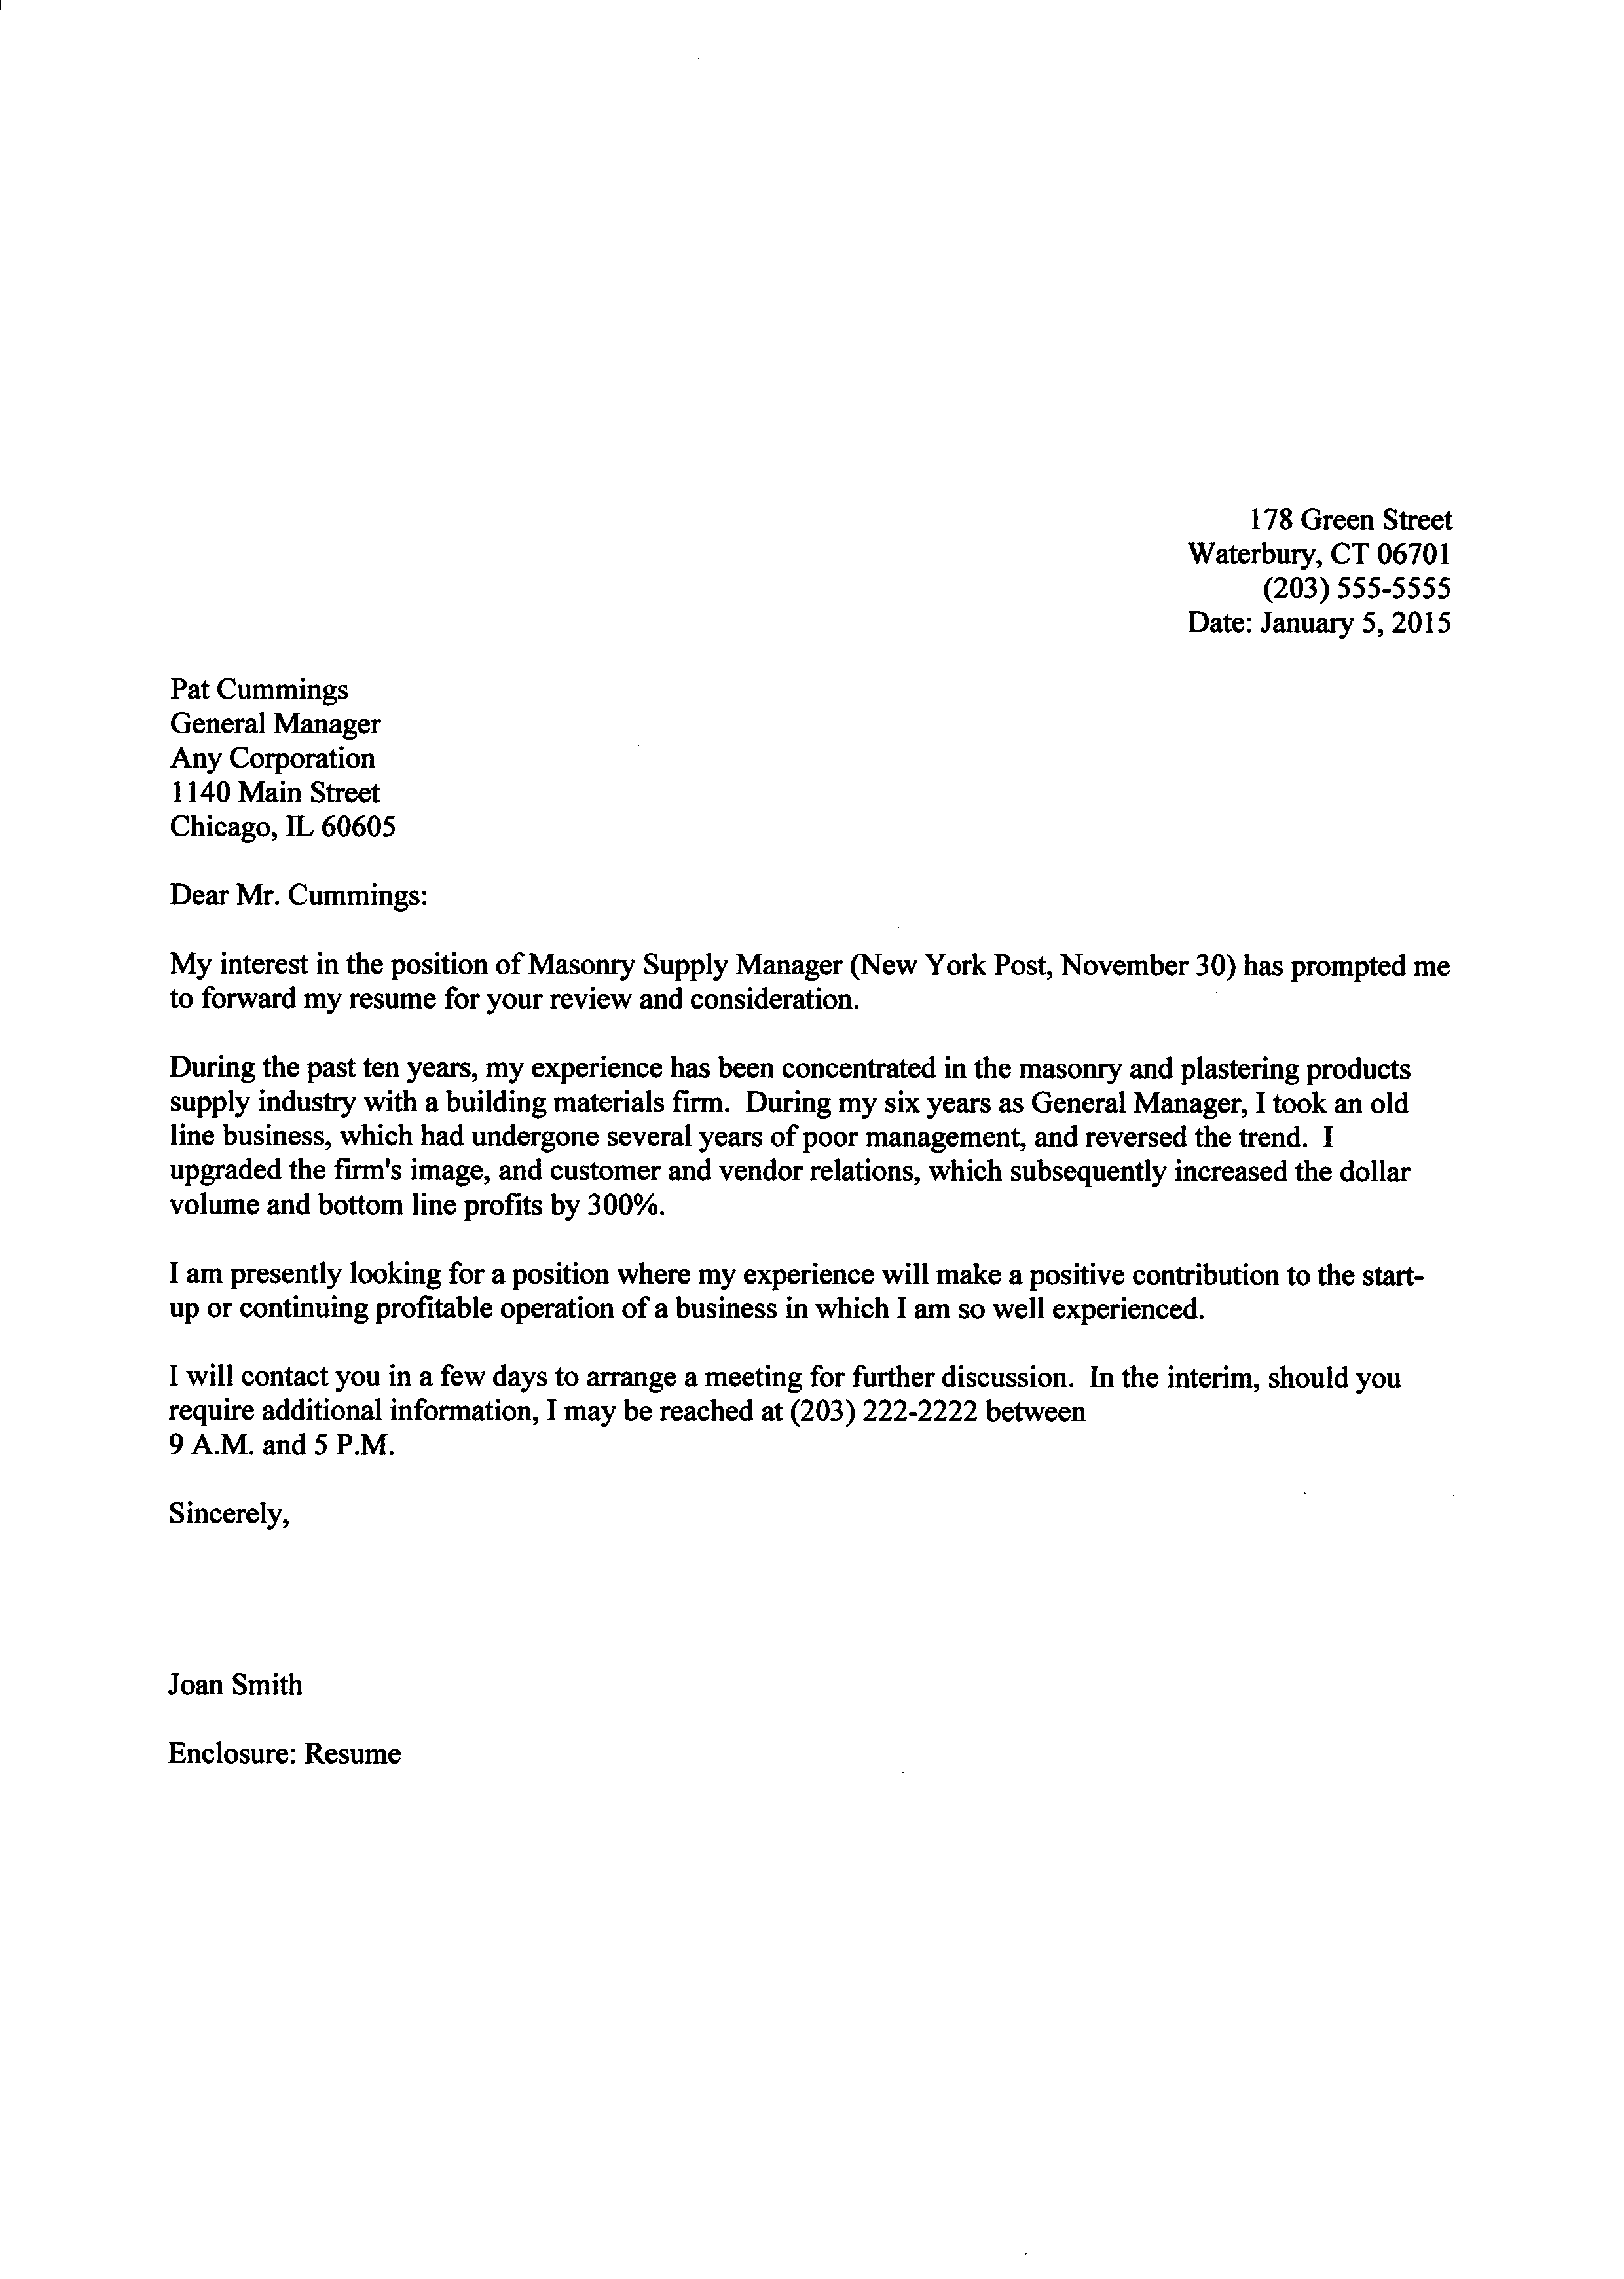 178 Green Street
Waterbury, CT 06701
(203) 555-5555
Date: January 5, 2015
Pat Cummings
General Manager
Any Corporation
1140 Main Street
Chicago, IL 60605
Dear Mr. Cummings:
My interest in the position of Masonry Supply Manager (New York Post, November 30) has prompted me
to forward my resume for your review and consideration.
During the past ten years, my experience has been concentrated in the masonry and plastering products
supply industry with a building materials firm. During my six years as General Manager, I took an old
line business, which had undergone several years of poor management, and reversed the trend. I
upgraded the firm's image, and customer and vendor relations, which subsequently increased the dollar
volume and bottom line profits by 300%.
I am presently looking for a position where my experience will make a positive contribution to the start-
up or continuing profitable operation of a business in which I am so well experienced.
I will contact you in a few days to arrange a meeting for further discussion. In the interim, should you
require additional information, I may be reached at (203) 222-2222 between
9 A.M. and 5 P.M.
Sincerely,
Joan Smith
Enclosure: Resume